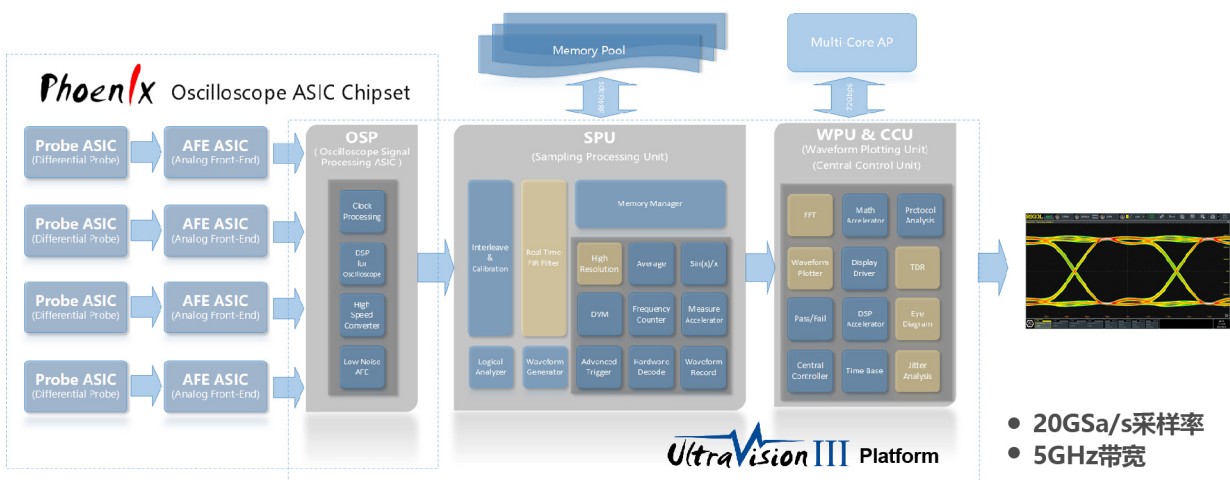 Memory Pool
Multi-Core AP
384Gbps
72Gbps
Phoenix Oscilloscope ASIC Chipset
Probe ASIC
(Differential Probe)
AFE ASIC
(Analog Front-End)
Probe ASIC
(Differential Probe)
AFE ASIC
(Analog Front-End)
Probe ASIC
(Differential Probe)
AFE ASIC
(Analog Front-End)
Probe ASIC
(Differential Probe)
AFE ASIC
(Analog Front-End)
OSP
( Oscilloscope Signal
Processing ASIC )
Clock
Processing
DSP
for
Oscilloscope
High
Speed
Converter
Low Noise
SPU
(Sampling Processing Unit)
Interleave
&
Calibration
Real Time
FIR Filter
Memory Manager
High
Resolution
Average
Sin(x)/x
DVM
Frequency
Counter
Measure
Accelerator
Logical
Analyzer
Waveform
Generator
Advanced
Trigger
Hardware
Decode
Waveform
Record
WPU & CCU
(Waveform Plotting Unit)
(Central Control Unit)
Math
Accelerator
Protocol
Analysis
Waveform
Plotter
Display
Driver
TDR
Pass/Fail
DSP
Accelerator
Eye
Diagram
Central
Controller
Time Base
Jitter
Analysis
RIGOL
UltraVision III Platform
• 20GSa/s采样率
• 5GHz带宽